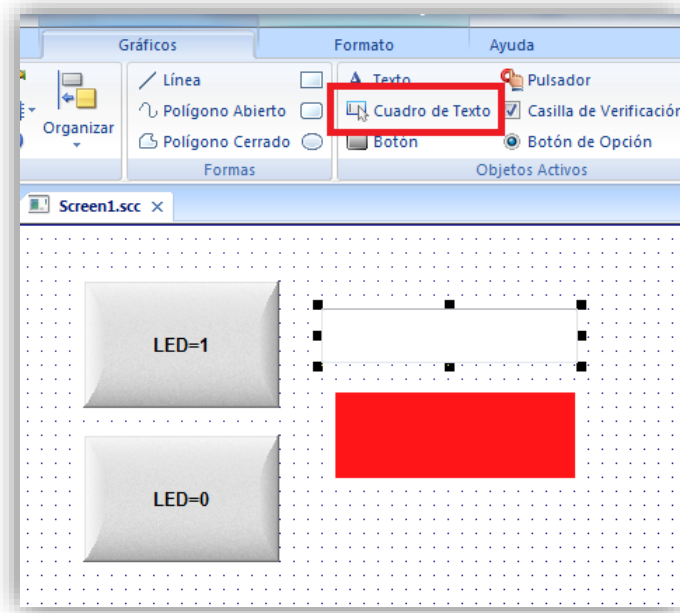 Gráficos Formato Ayuda
Línea
Polígono Abierto
Polígono Cerrado
Organizar
Formas
Texto
Cuadro de Texto
Botón
Pulsador
Casilla de Verificación
Botón de Opción
Objetos Activos
Screen1.scc
LED=1
LED=0